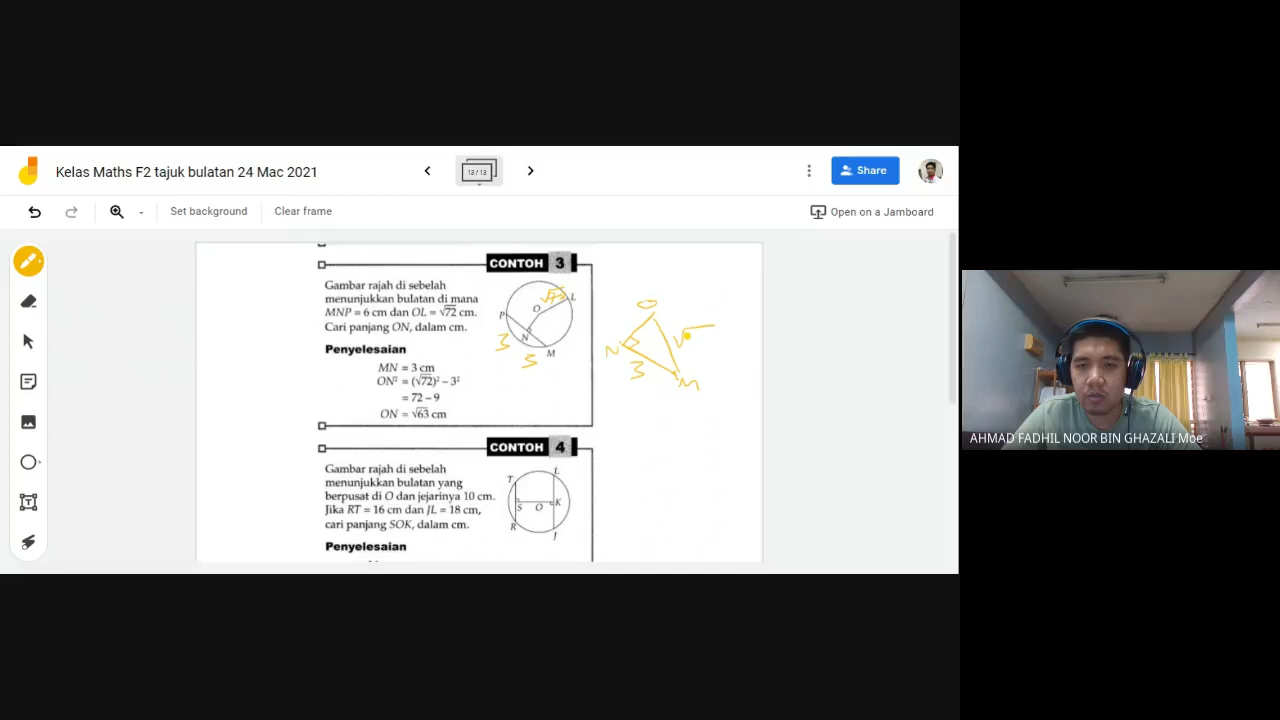 Kelas Maths F2 tajuk bulatan 24 Mac 2021
13 / 13
Share
Set background
Clear frame
Open on a Jamboard
CONTOH 3
Gambar rajah di sebelah
menunjukkan bulatan di mana
MNP = 6 cm dan OL = √72 cm.
Cari panjang ON, dalam cm.
Penyelesaian
MN = 3 cm
ON² = (√72)² – 3²
= 72 – 9
ON = √63 cm
√72
L
O
P
N
M
3
3
O
N
√
3
M
CONTOH 4
Gambar rajah di sebelah
menunjukkan bulatan yang
berpusat di O dan jejarinya 10 cm.
Jika RT = 16 cm dan JL = 18 cm,
cari panjang SOK, dalam cm.
Penyelesaian
L
T
S O K
R
J
AHMAD FADHIL NOOR BIN GHAZALI Moe